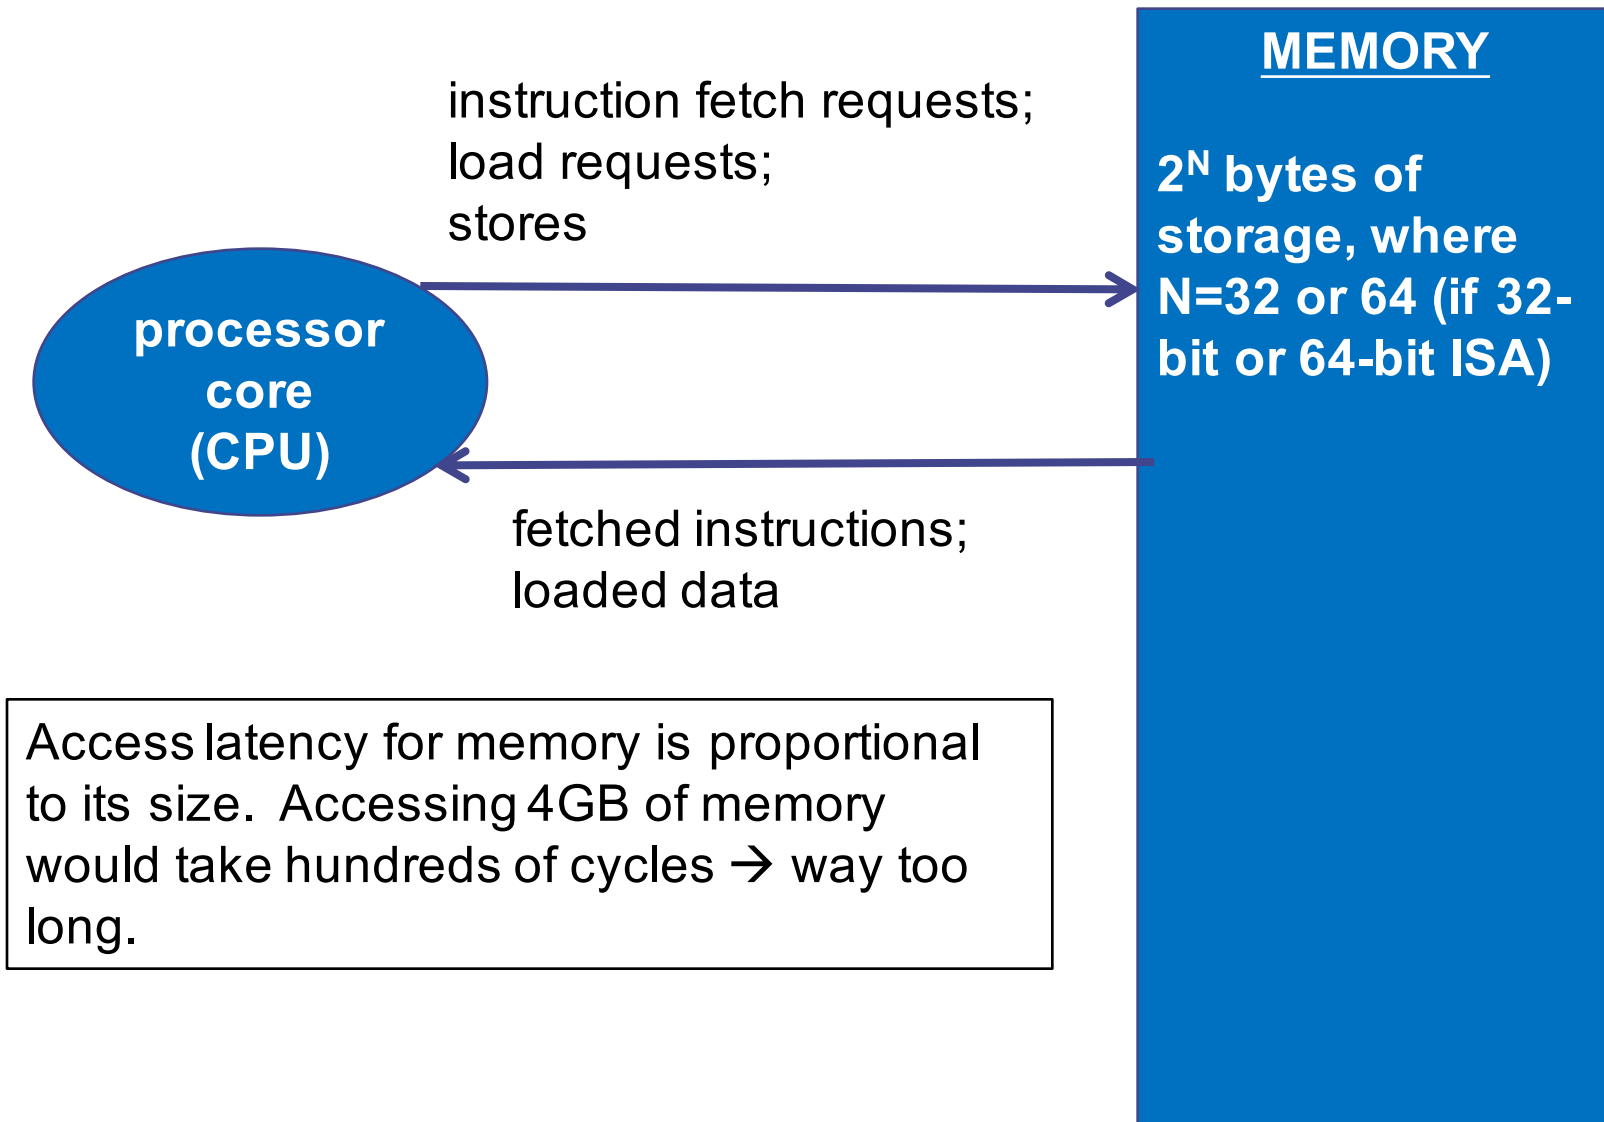 MEMORY
instruction fetch requests;
load requests;
stores
2ᴺ bytes of
storage, where
N=32 or 64 (if 32-
bit or 64-bit ISA)
processor
core
(CPU)
fetched instructions;
loaded data
Access latency for memory is proportional
to its size.  Accessing 4GB of memory
would take hundreds of cycles → way too
long.